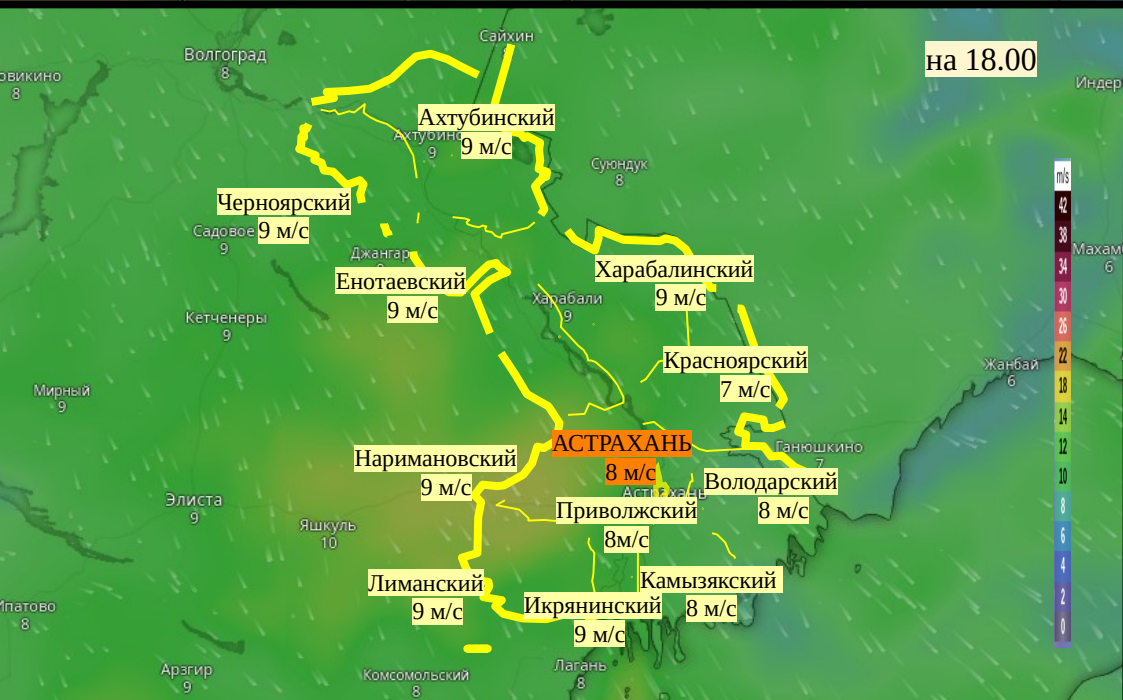 Сайхин
на 18.00
Волгоград
8
овикино
8
Индер
Ахтубинский
9 м/с
9
Суюндук
8
m/s
42
38
34
30
26
22
18
14
12
10
8
6
4
2
0
Черноярский
9 м/с
Садовое
9
Джангар
Махам
6
Енотаевский
9 м/с
Харабалинский
9 м/с
Харабали
9
Кетченеры
9
Красноярский
7 м/с
Жанбай
6
Мирный
9
АСТРАХАНЬ
8 м/с
Ганюшкино
7
Наримановский
9 м/с
Володарский
8 м/с
Астрахань
Элиста
9
Приволжский
8м/с
Яшкуль
10
Лиманский
9 м/с
Камызякский
8 м/с
Икрянинский
9 м/с
Ипатово
8
Арзгир
9
Комсомольский
8
Лагань
8